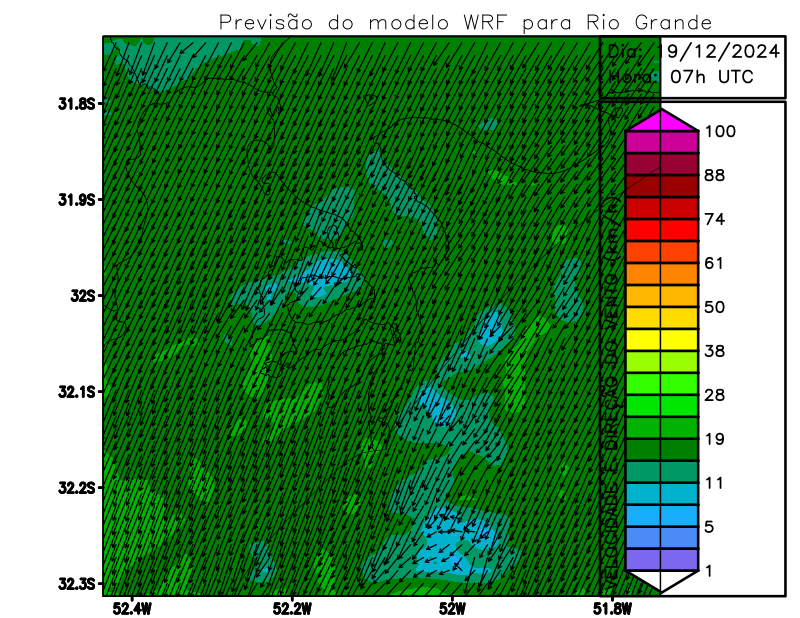 Previsão do modelo WRF para Rio Grande
Dia: 19/12/2024
Hora: 07h UTC
31.8S
31.9S
32S
32.1S
32.2S
32.3S
52.4W
52.2W
52W
51.8W
VELOCIDADE E DIREÇÃO DO VENTO (km/h)
100
88
74
61
50
38
28
19
11
5
1